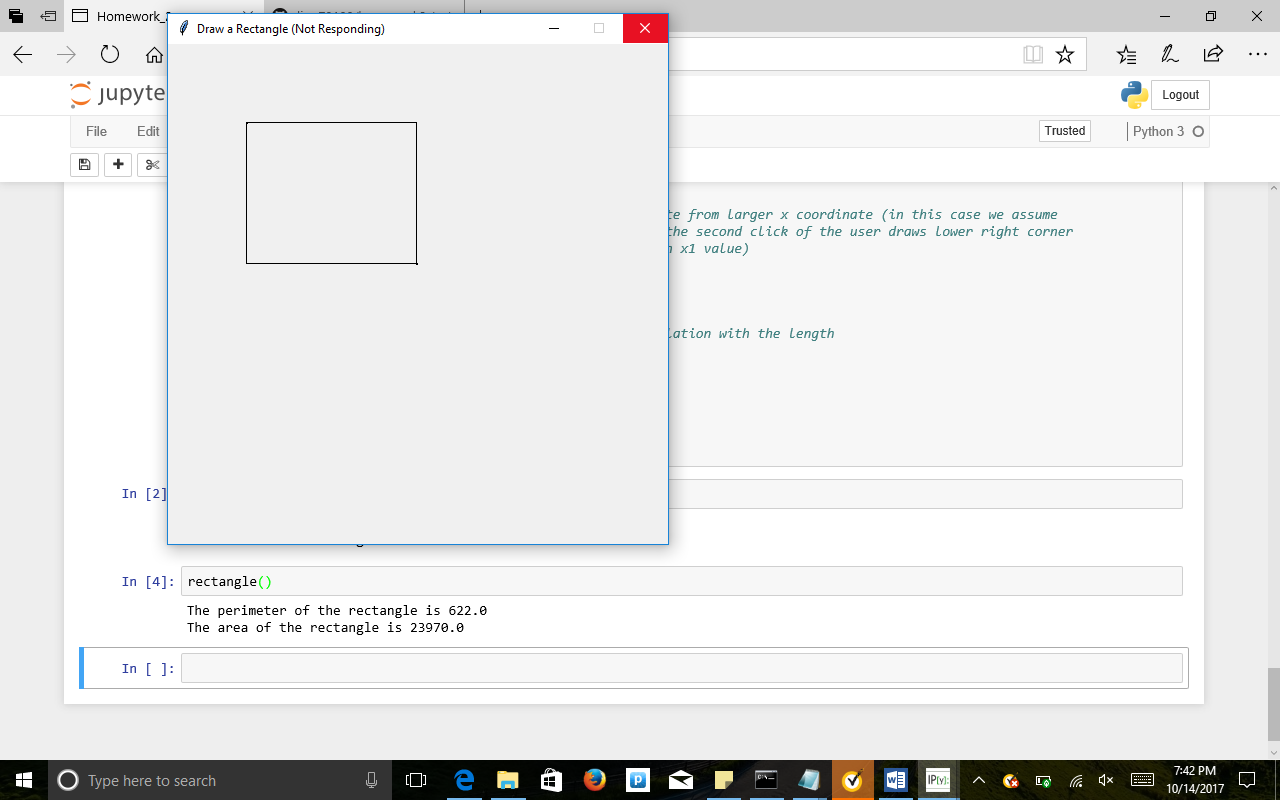 Homework_2
Draw a Rectangle (Not Responding)
jupyte
Logout
File Edit
Trusted
Python 3
from larger x coordinate (in this case we assume
the second click of the user draws lower right corner
x1 value)
lation with the length
In [2]
In [4]: rectangle()
The perimeter of the rectangle is 622.0
The area of the rectangle is 23970.0
In [ ]:
Type here to search
IP[y]:
7:42 PM
10/14/2017